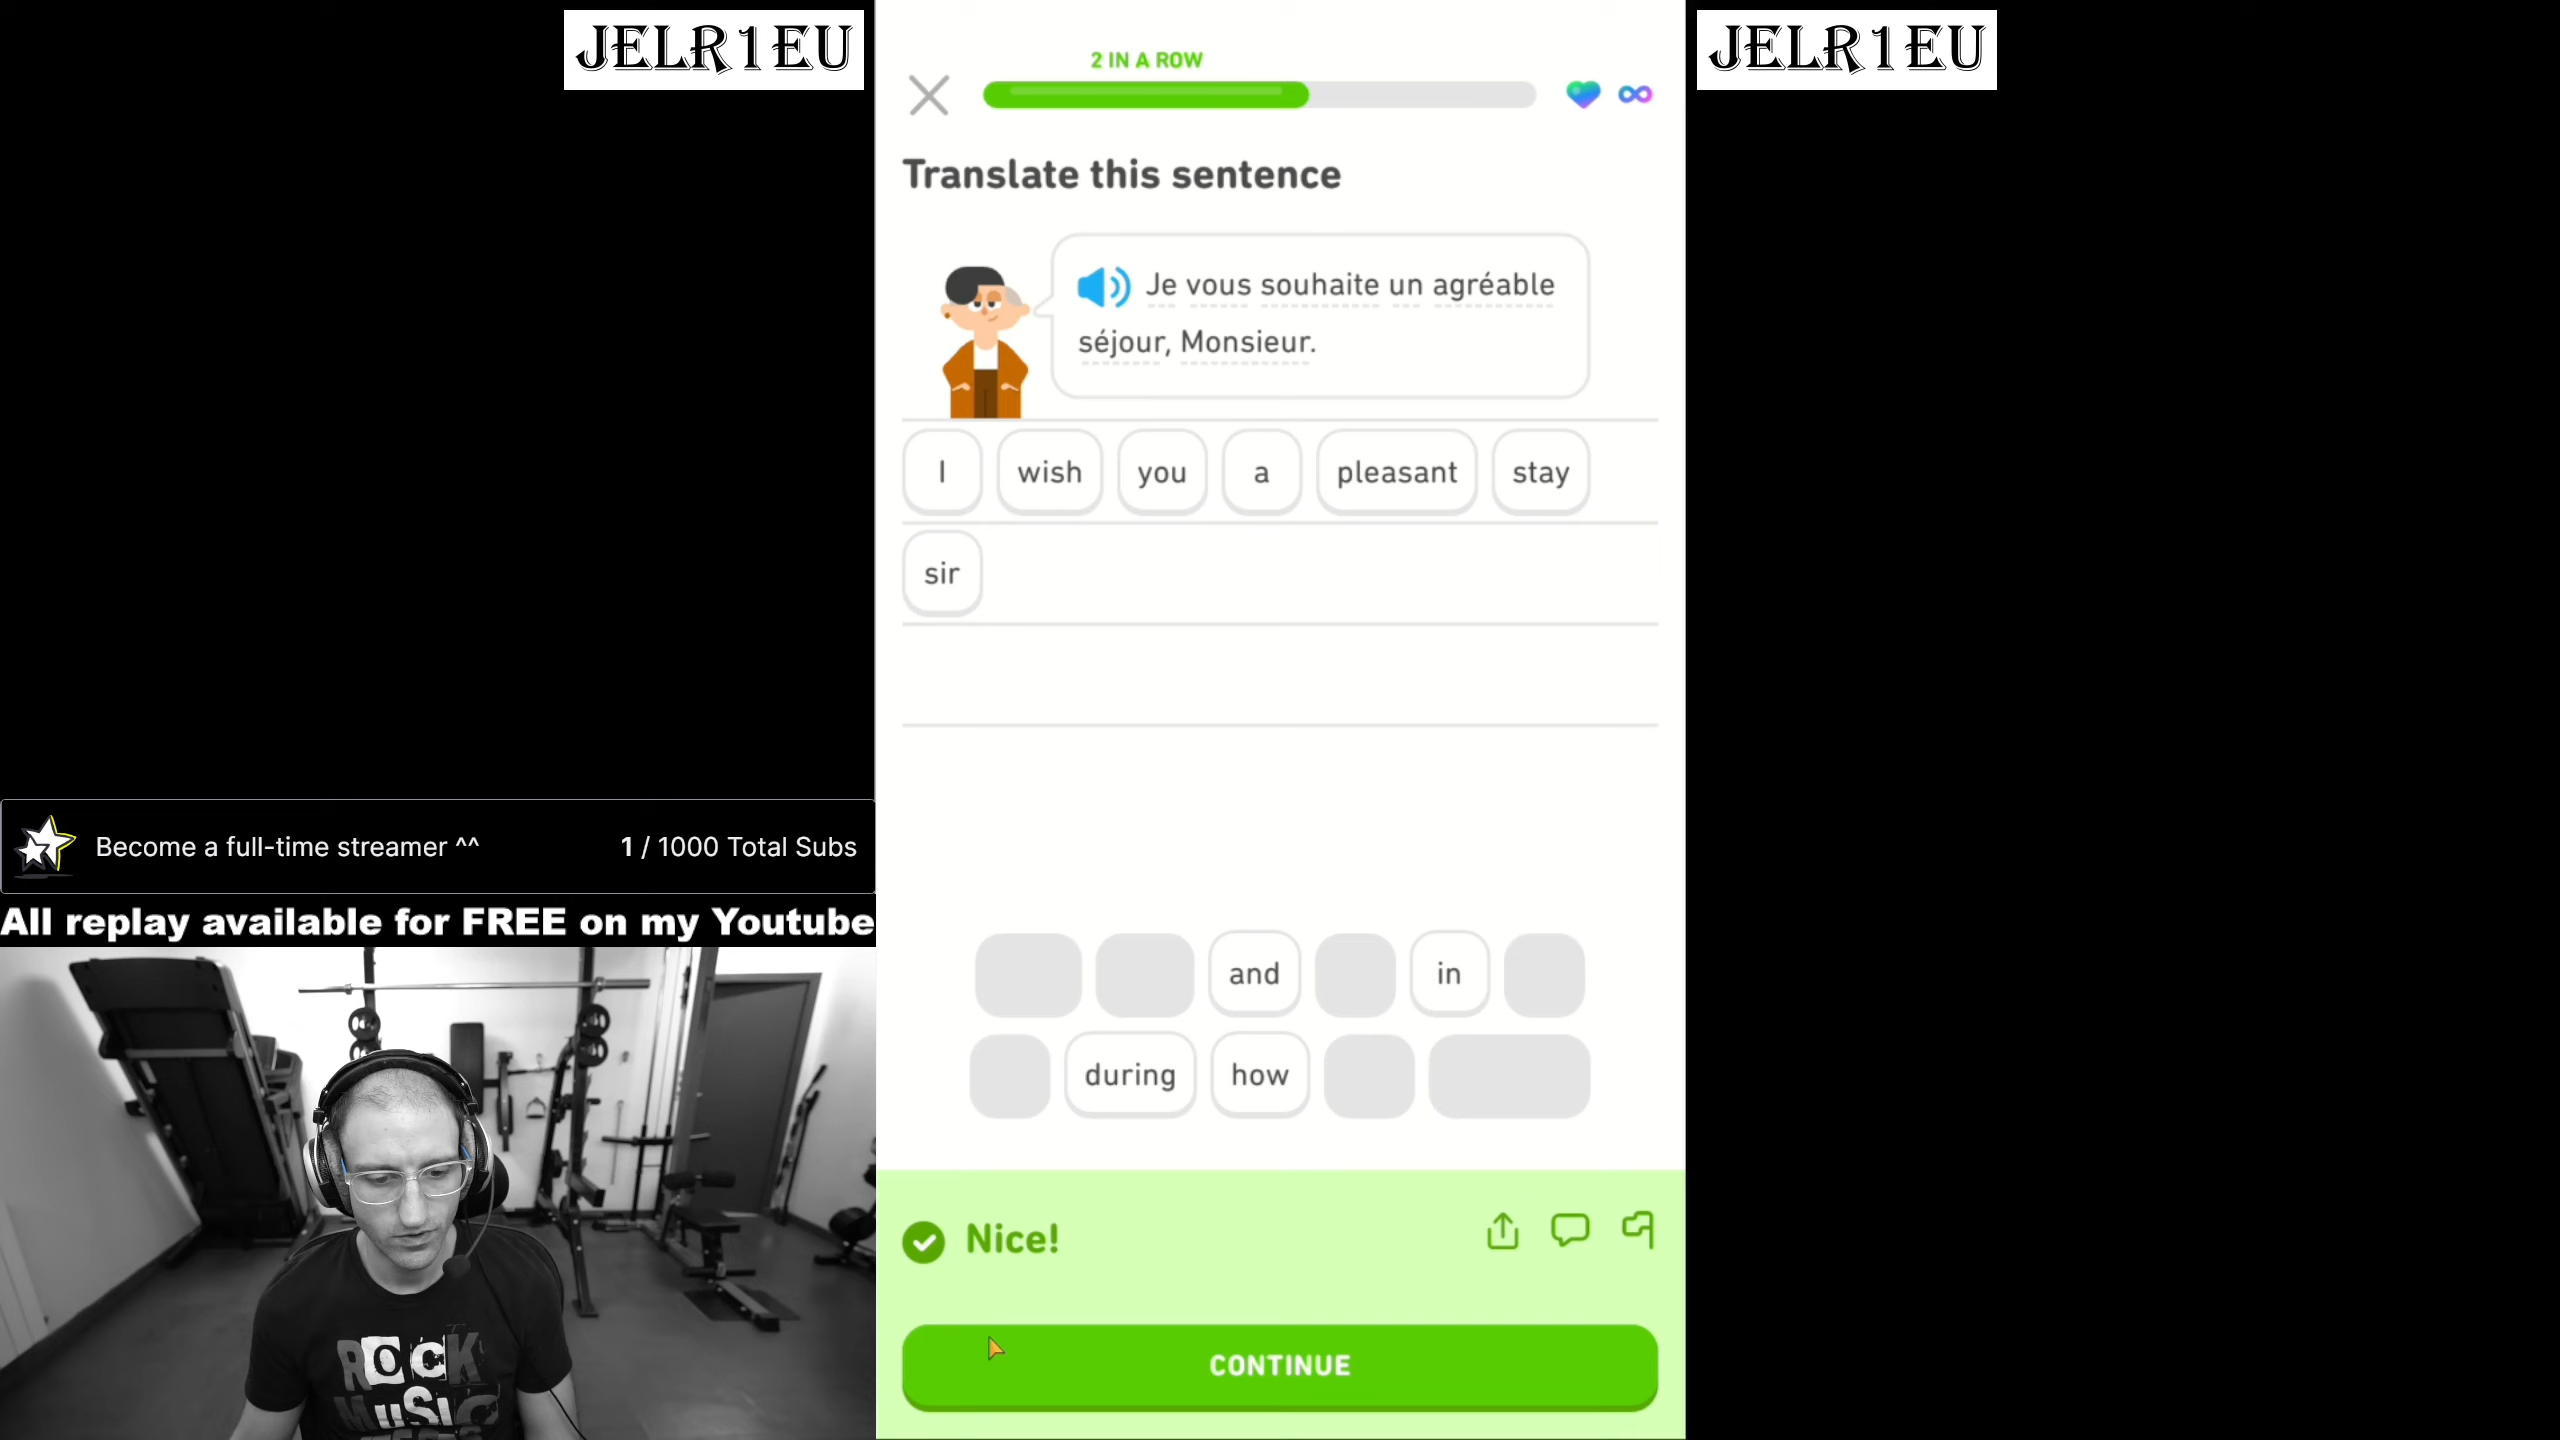 JELR1EU
JELR1EU
2 IN A ROW
Translate this sentence
Je vous souhaite un agréable
séjour, Monsieur.
I wish you a pleasant stay
sir
and in
during how
Nice!
CONTINUE
Become a full-time streamer ^^ 1 / 1000 Total Subs
All replay available for FREE on my Youtube
ROCK
MUSIC